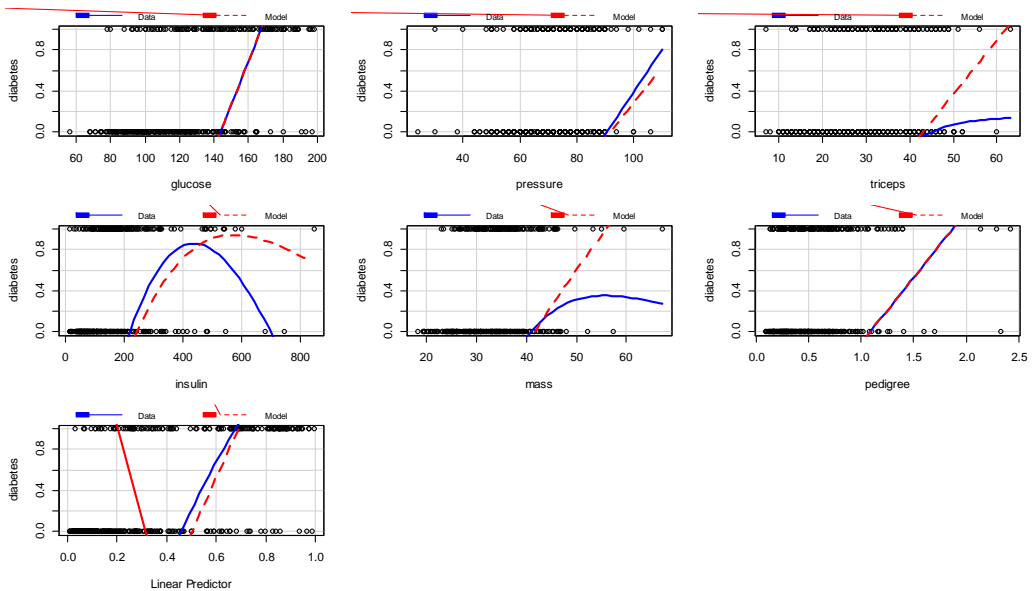 Data Model
diabetes
0.0 0.4 0.8
60 80 100 120 140 160 180 200
glucose
Data Model
diabetes
0.0 0.4 0.8
40 60 80 100
pressure
Data Model
diabetes
0.0 0.4 0.8
10 20 30 40 50 60
triceps
Data Model
diabetes
0.0 0.4 0.8
0 200 400 600 800
insulin
Data Model
diabetes
0.0 0.4 0.8
20 30 40 50 60
mass
Data Model
diabetes
0.0 0.4 0.8
0.0 0.5 1.0 1.5 2.0 2.5
pedigree
Data Model
diabetes
0.0 0.4 0.8
0.0 0.2 0.4 0.6 0.8 1.0
Linear Predictor